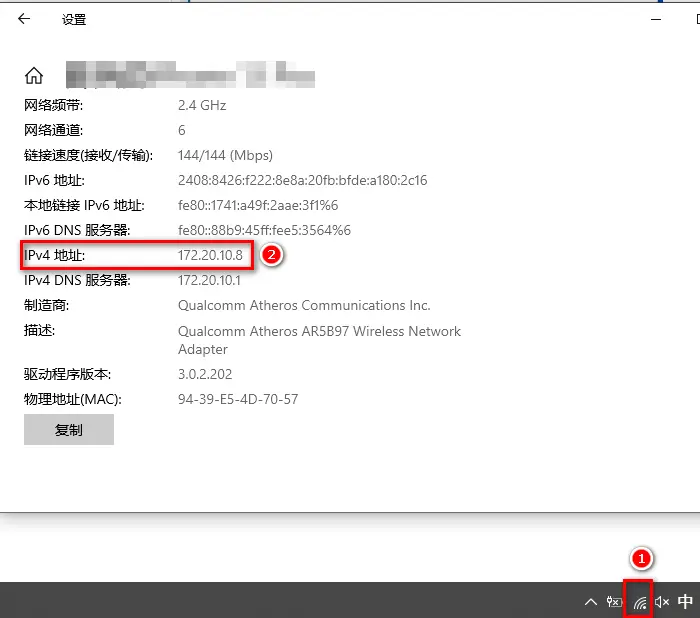 设置
网络频带: 2.4 GHz
网络通道: 6
链接速度(接收/传输): 144/144 (Mbps)
IPv6 地址: 2408:8426:f222:8e8a:20fb:bfde:a180:2c16
本地链接 IPv6 地址: fe80::1741:a49f:2aae:3f1%6
IPv6 DNS 服务器: fe80::88b9:45ff:fee5:3564%6
IPv4 地址: 172.20.10.8 2
IPv4 DNS 服务器: 172.20.10.1
制造商: Qualcomm Atheros Communications Inc.
描述: Qualcomm Atheros AR5B97 Wireless Network
Adapter
驱动程序版本: 3.0.2.202
物理地址(MAC): 94-39-E5-4D-70-57
复制
1
中